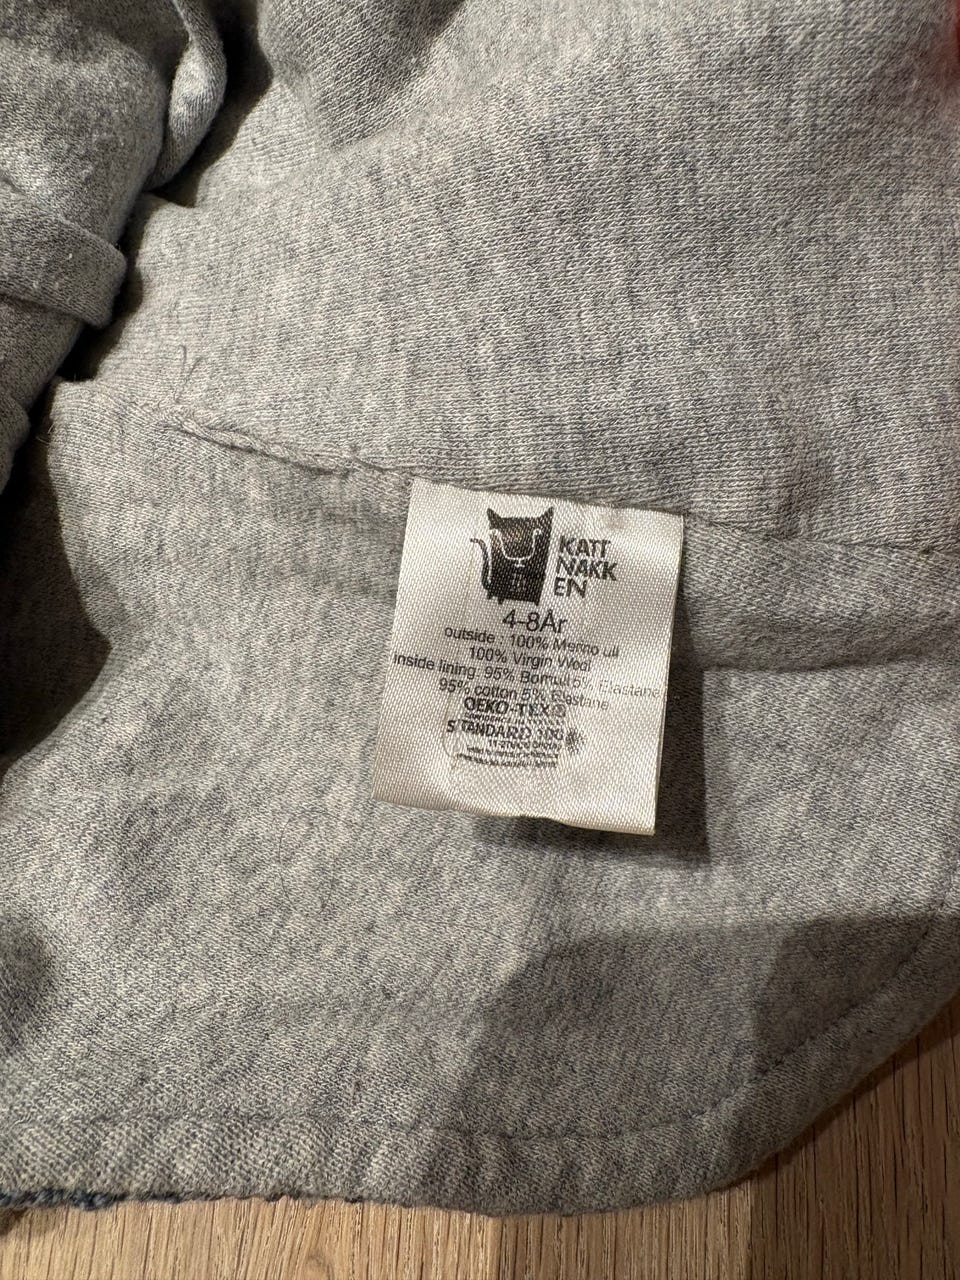 KATT
NAKK
EN
4-8År
outside 100% Merino ull
100% Virgin Wool
inside lining. 95% Bomull 5% Elastane
95% cotton 5% Elastane
OEKO-TEX®
STANDARD 100